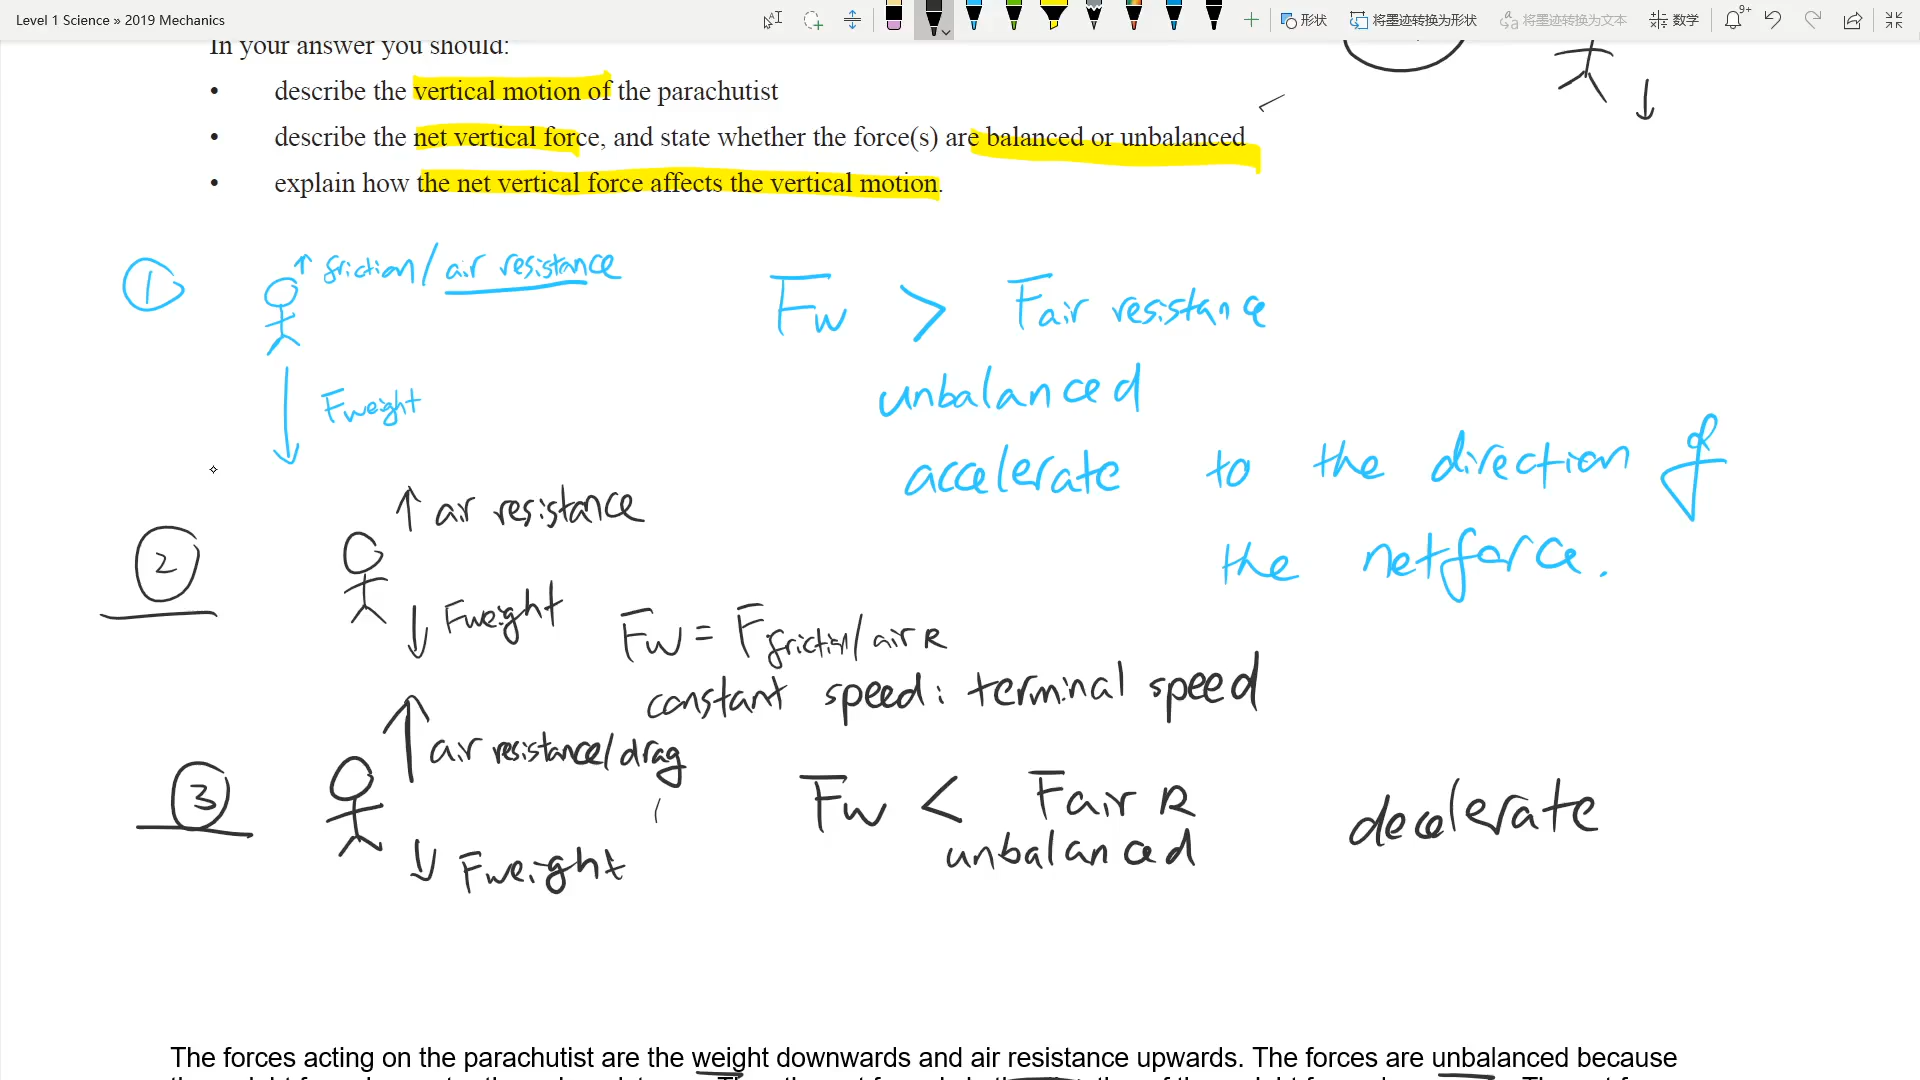 Level 1 Science » 2019 Mechanics
形状
将墨迹转换为形状
将墨迹转换为文本
数学
9+
In your answer you should:
• describe the vertical motion of the parachutist
• describe the net vertical force, and state whether the force(s) are balanced or unbalanced
• explain how the net vertical force affects the vertical motion.
1
↑ friction/air resistance
Fw > Fair resistance
Fweight
unbalanced
accelerate to the direction of
the netforce.
2
↑ air resistance
↓ Fweight
Fw = Ffriction/air R
constant speed: terminal speed
3
↑ air resistance/drag
Fw < Fair R
decelerate
unbalanced
↓ Fweight
The forces acting on the parachutist are the weight downwards and air resistance upwards. The forces are unbalanced because